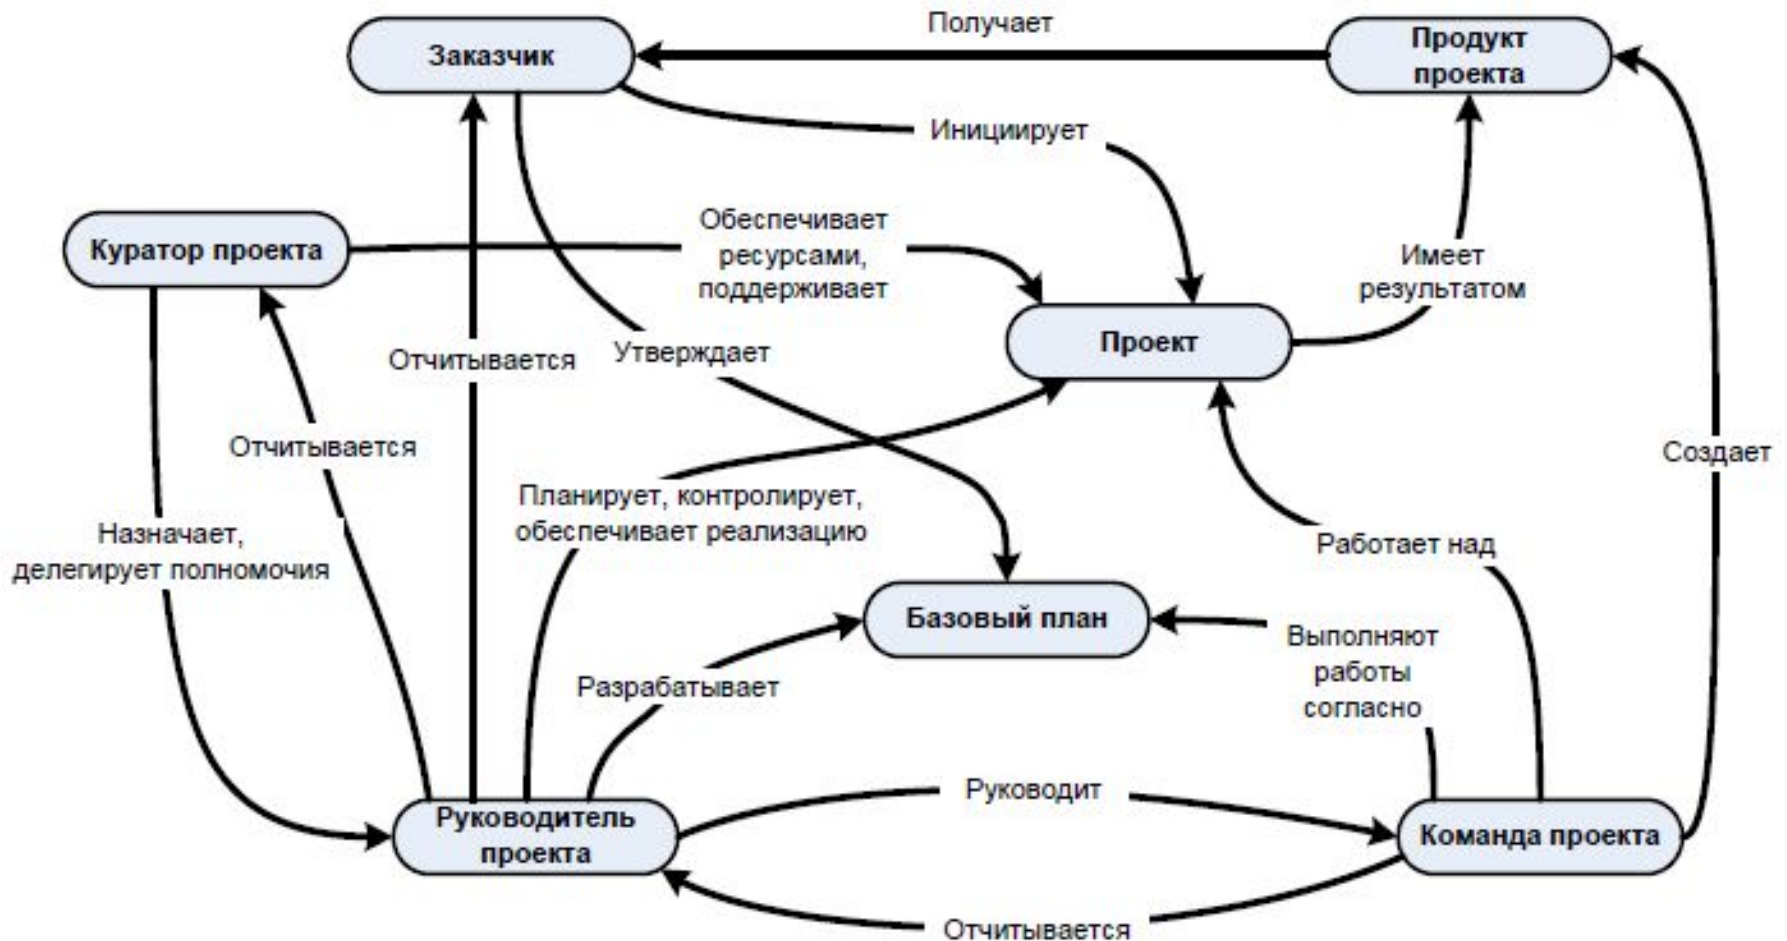 Получает
Заказчик
Продукт
проекта
Инициирует
Куратор проекта
Обеспечивает
ресурсами,
поддерживает
Имеет
результатом
Проект
Отчитывается
Утверждает
Отчитывается
Создает
Планирует, контролирует,
обеспечивает реализацию
Назначает,
делегирует полномочия
Работает над
Базовый план
Выполняют
работы
согласно
Разрабатывает
Руководит
Руководитель
проекта
Команда проекта
Отчитывается